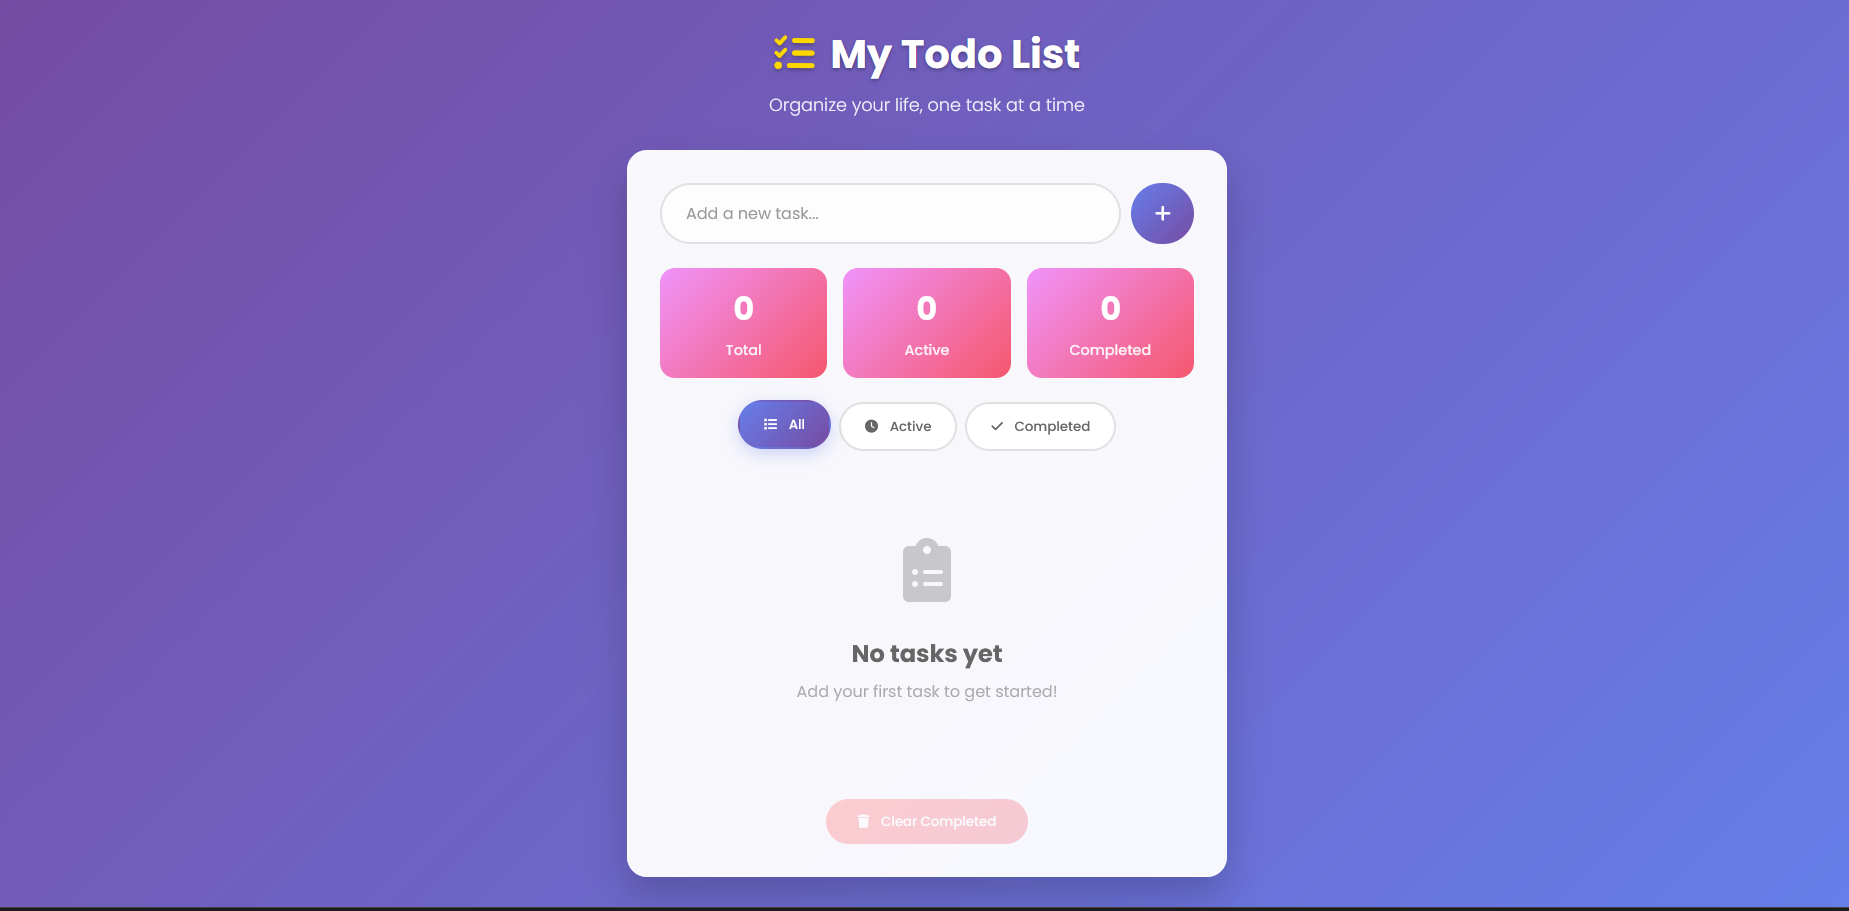 My Todo List
Organize your life, one task at a time
Add a new task...
0
Total
0
Active
0
Completed
All
Active
Completed
No tasks yet
Add your first task to get started!
Clear Completed